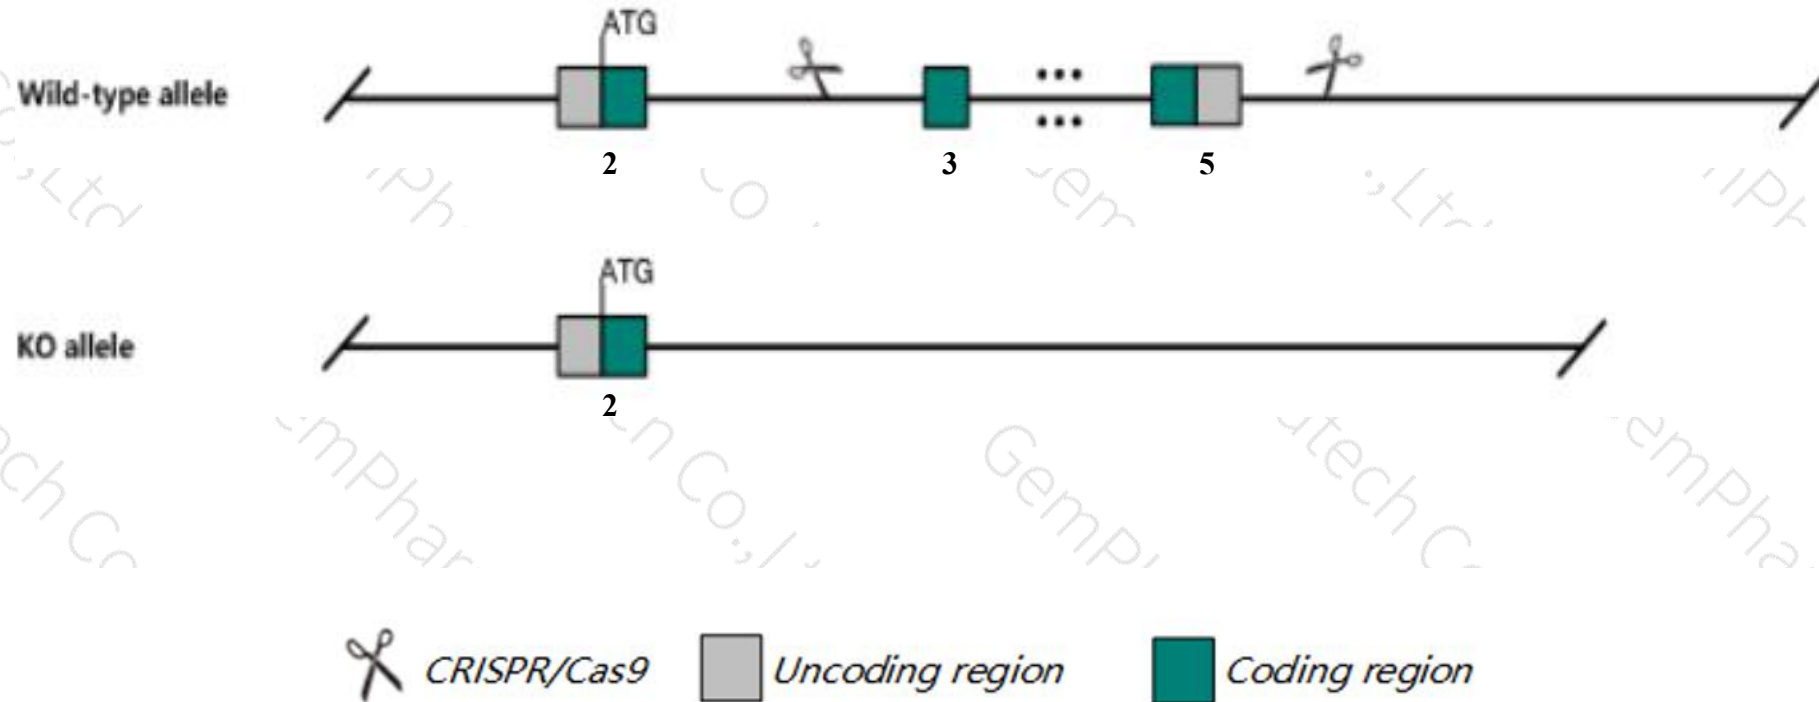 ATG
Wild-type allele
2 3 5
ATG
KO allele
2
CRISPR/Cas9 Uncoding region Coding region